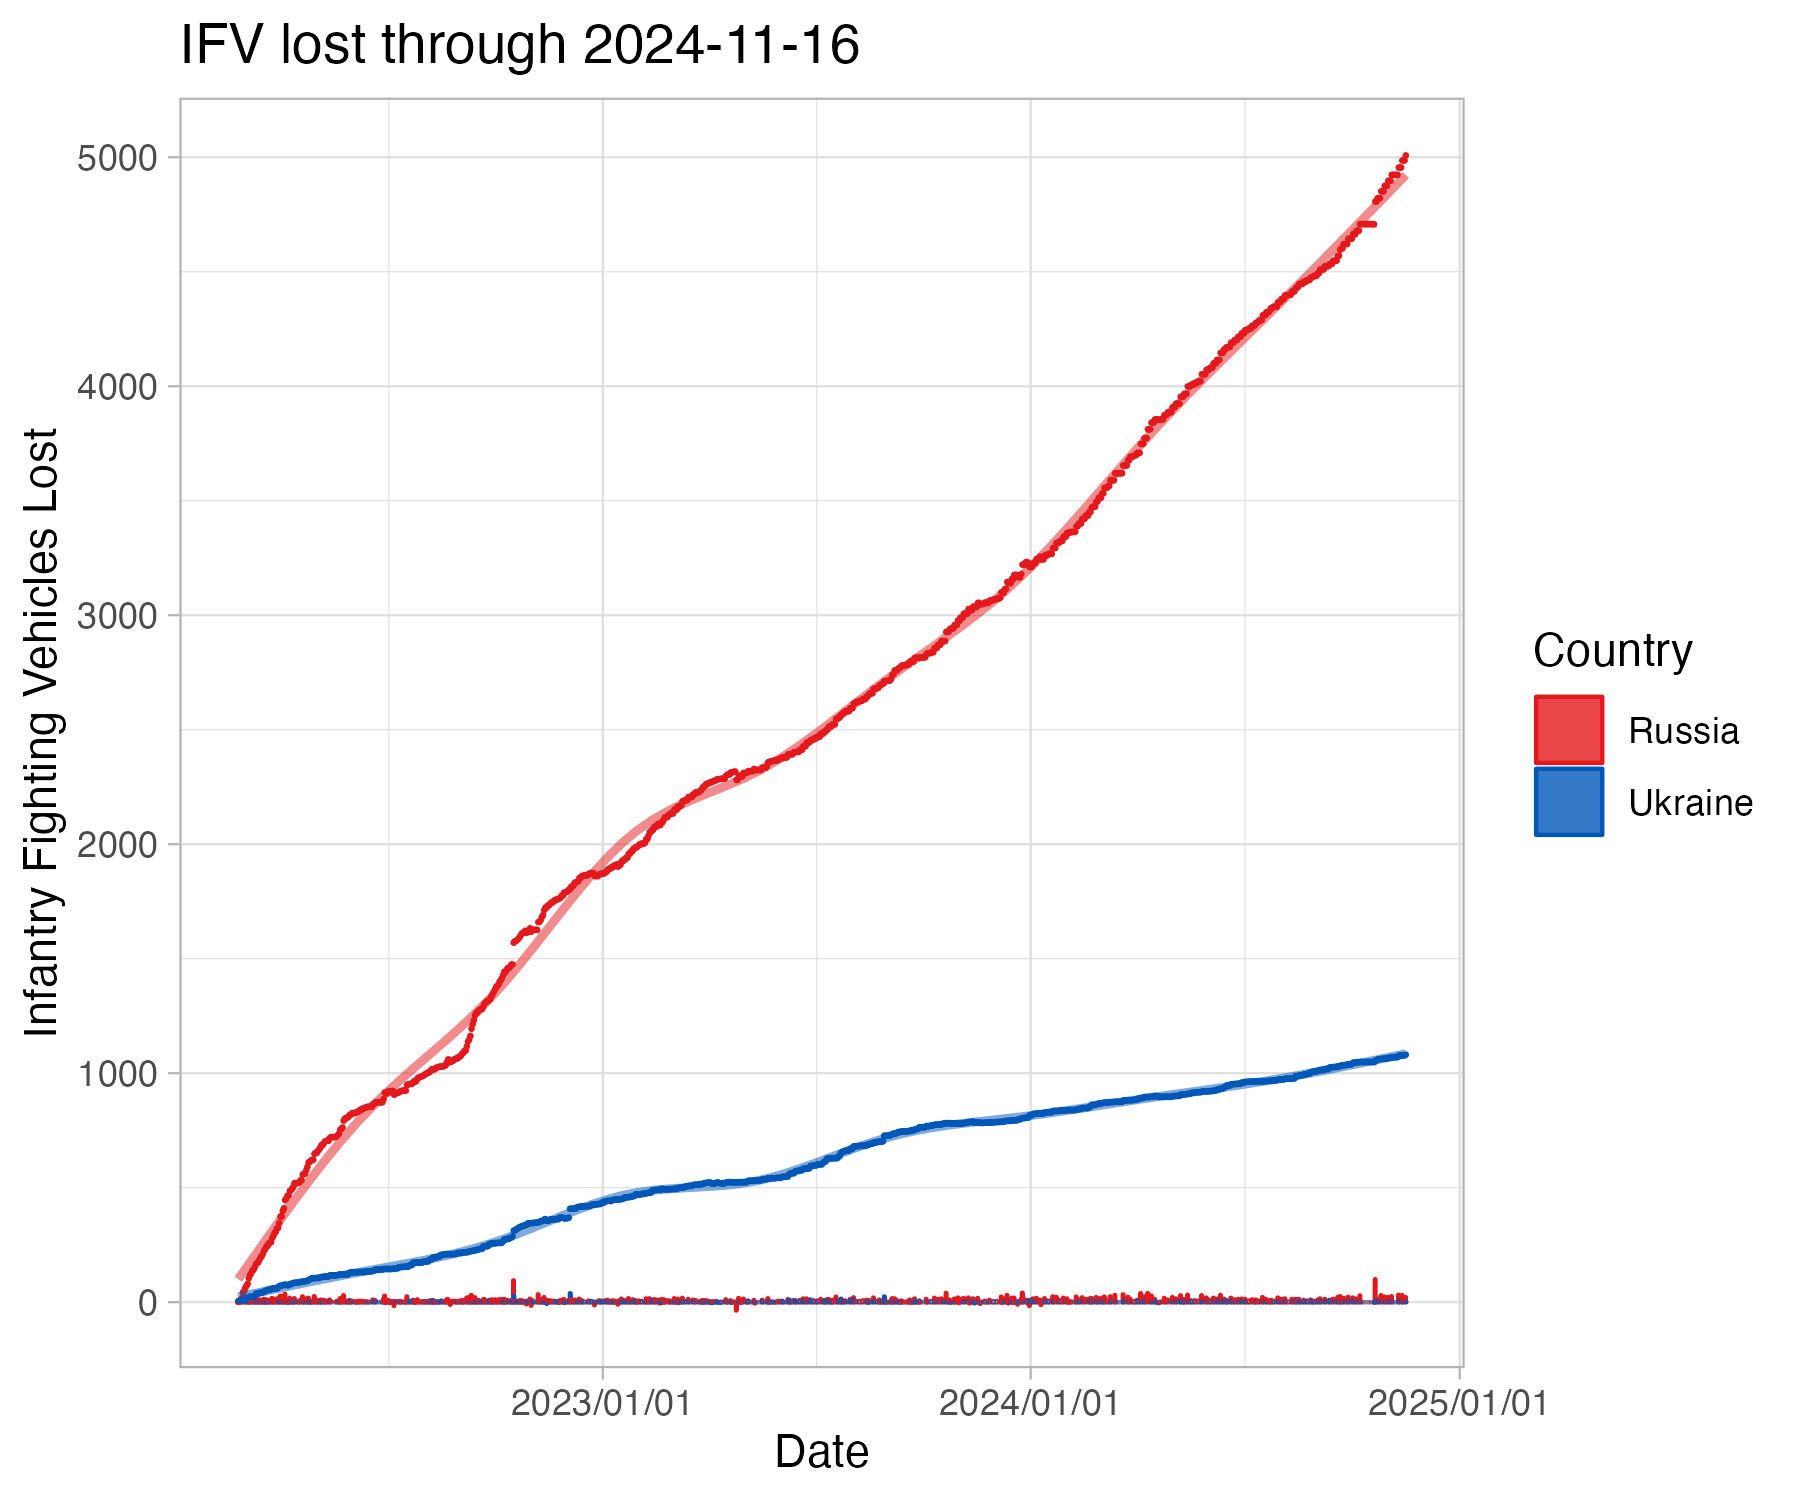 IFV lost through 2024-11-16
Infantry Fighting Vehicles Lost
5000
4000
3000
2000
1000
0
2023/01/01
2024/01/01
2025/01/01
Date
Country
Russia
Ukraine